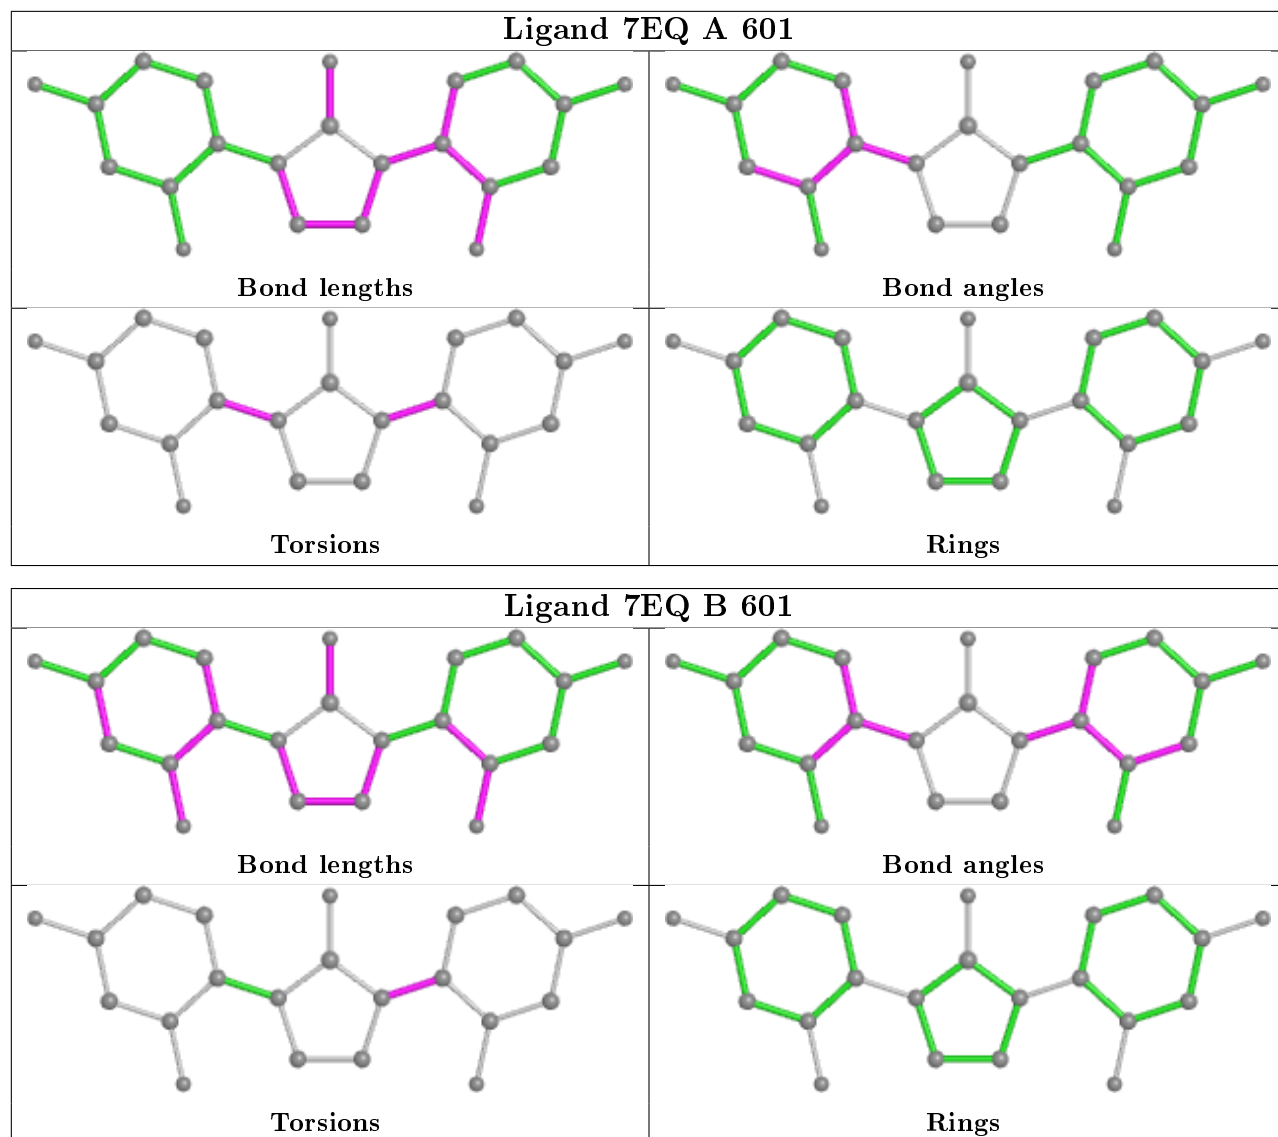 Ligand 7EQ A 601
Bond lengths
Bond angles
Torsions
Rings
Ligand 7EQ B 601
Bond lengths
Bond angles
Torsions
Rings